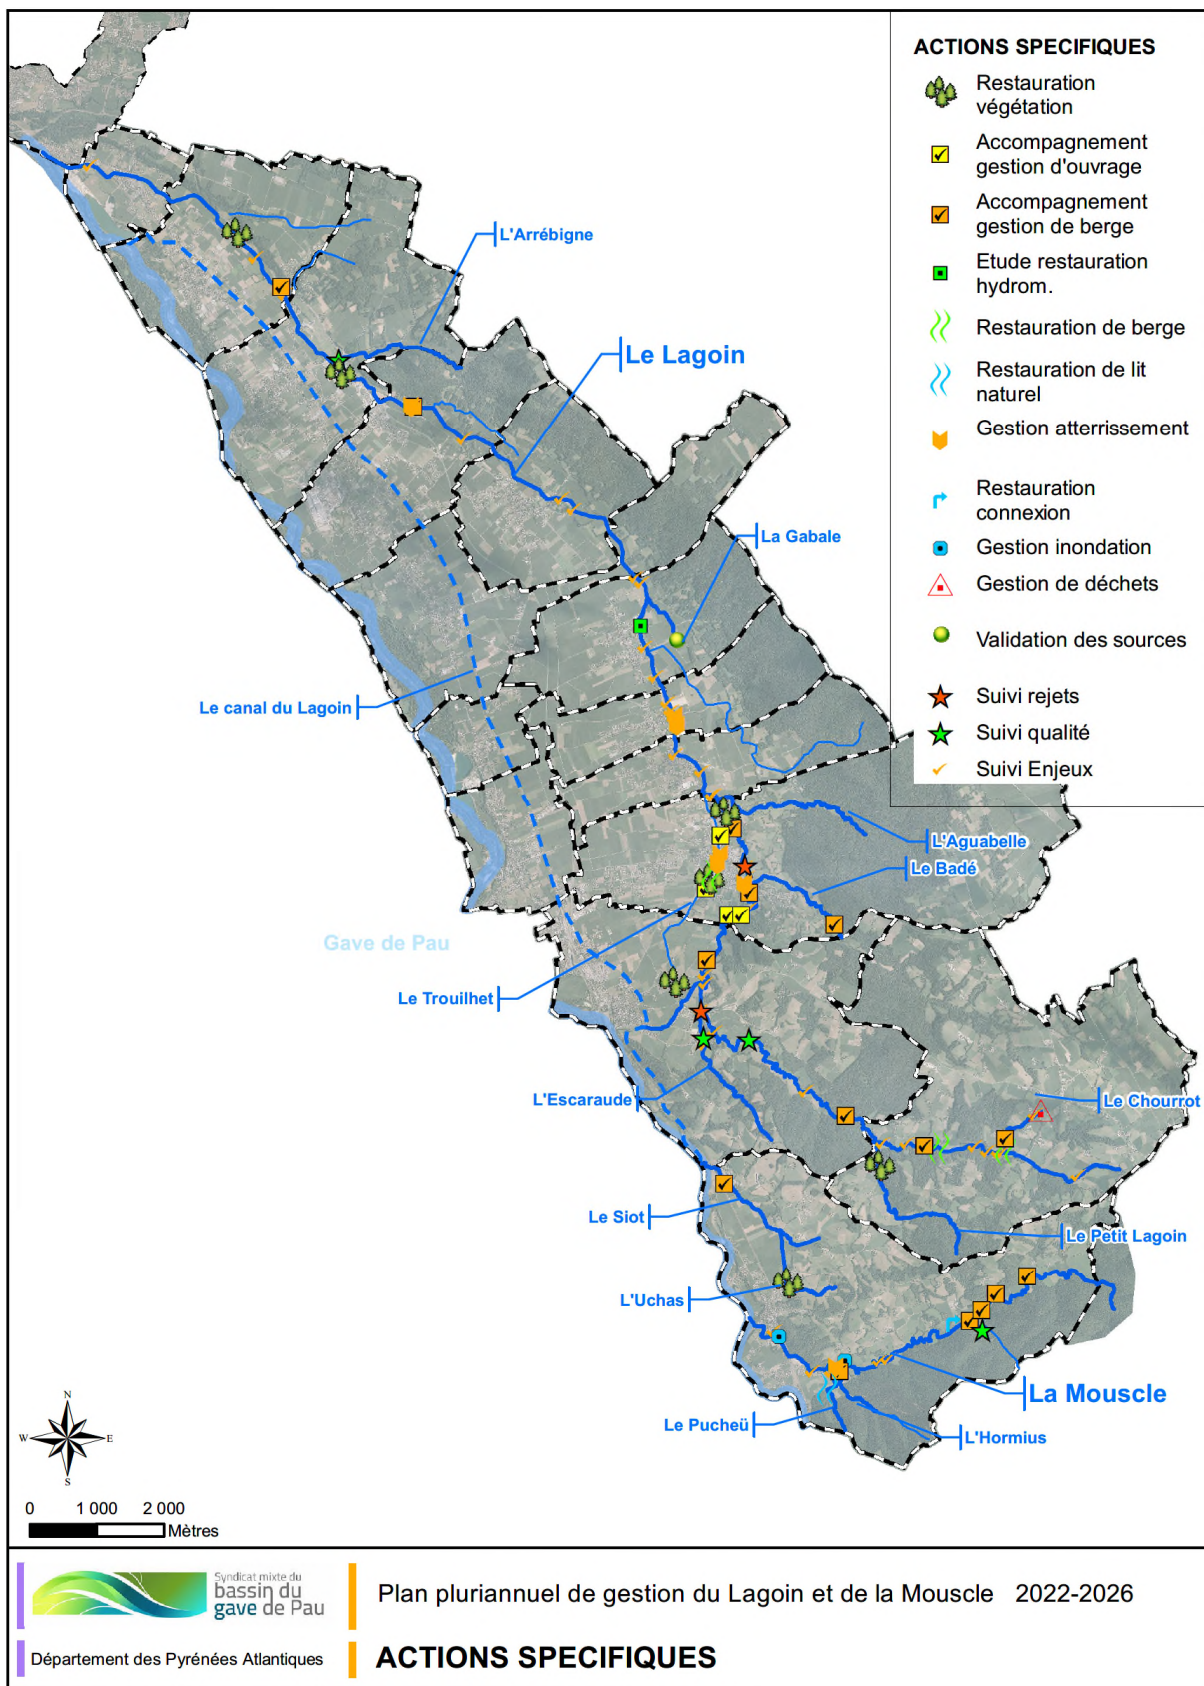 ACTIONS SPECIFIQUES
Restauration
végétation
Accompagnement
gestion d'ouvrage
Accompagnement
gestion de berge
Etude restauration
hydrom.
Restauration de berge
Restauration de lit
naturel
Gestion atterrissement
Restauration
connexion
Gestion inondation
Gestion de déchets
Validation des sources
Suivi rejets
Suivi qualité
Suivi Enjeux
L'Arrébigne
Le Lagoin
La Gabale
Le canal du Lagoin
L'Aguabelle
Le Badé
Gave de Pau
Le Trouilhet
L'Escaraude
Le Chourrot
Le Siot
Le Petit Lagoin
L'Uchas
La Mouscle
Le Pucheü
L'Hormius
N
W
E
S
0 1 000 2 000
Mètres
Syndicat mixte du
bassin du
gave de Pau
Plan pluriannuel de gestion du Lagoin et de la Mouscle 2022-2026
Département des Pyrénées Atlantiques
ACTIONS SPECIFIQUES